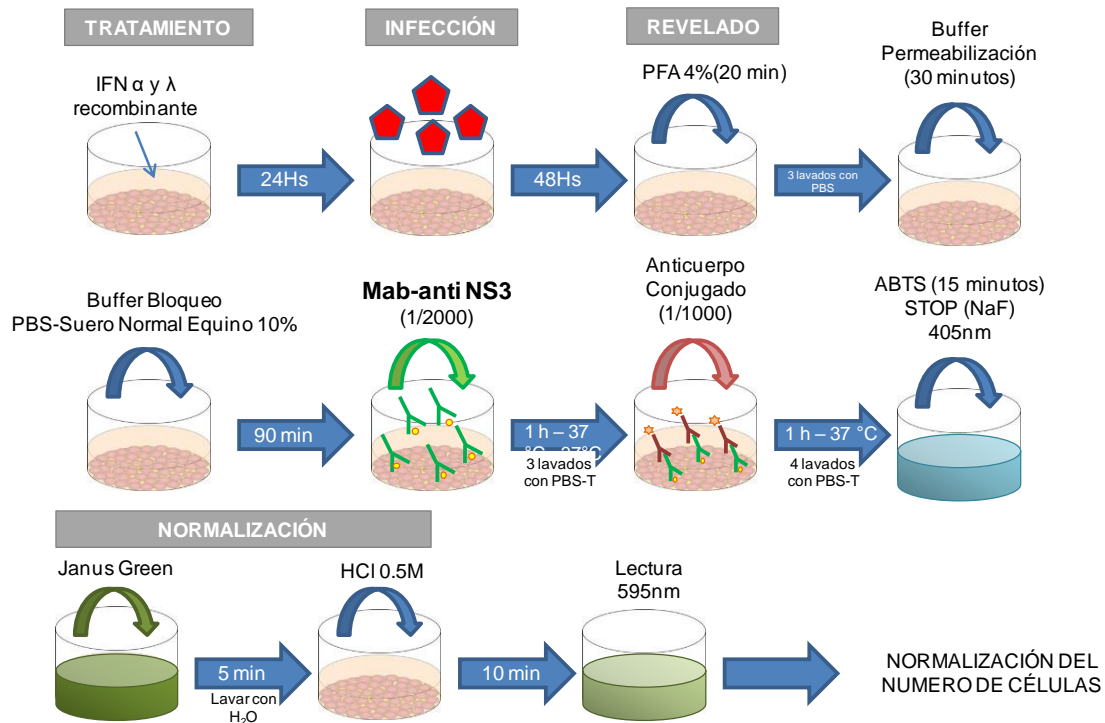 TRATAMIENTO
INFECCIÓN
REVELADO
IFN α y λ
recombinante
24Hs
48Hs
PFA 4%(20 min)
3 lavados con
PBS
Buffer
Permeabilización
(30 minutos)
Buffer Bloqueo
PBS-Suero Normal Equino 10%
90 min
Mab-anti NS3
(1/2000)
1 h – 37
°C 37°C
3 lavados
con PBS-T
Anticuerpo
Conjugado
(1/1000)
1 h – 37 °C
4 lavados
con PBS-T
ABTS (15 minutos)
STOP (NaF)
405nm
NORMALIZACIÓN
Janus Green
5 min
Lavar con
H₂O
HCl 0.5M
10 min
Lectura
595nm
NORMALIZACIÓN DEL
NUMERO DE CÉLULAS